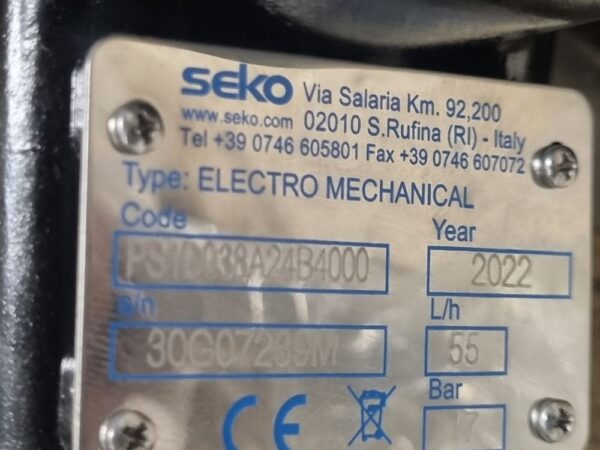 seko Via Salaria Km. 92,200
www.seko.com 02010 S.Rufina (RI) - Italy
Tel +39 0746 605801 Fax +39 0746 607072
Type: ELECTRO MECHANICAL
Code Year
2022
s/n L/h
55
Bar
17
CE